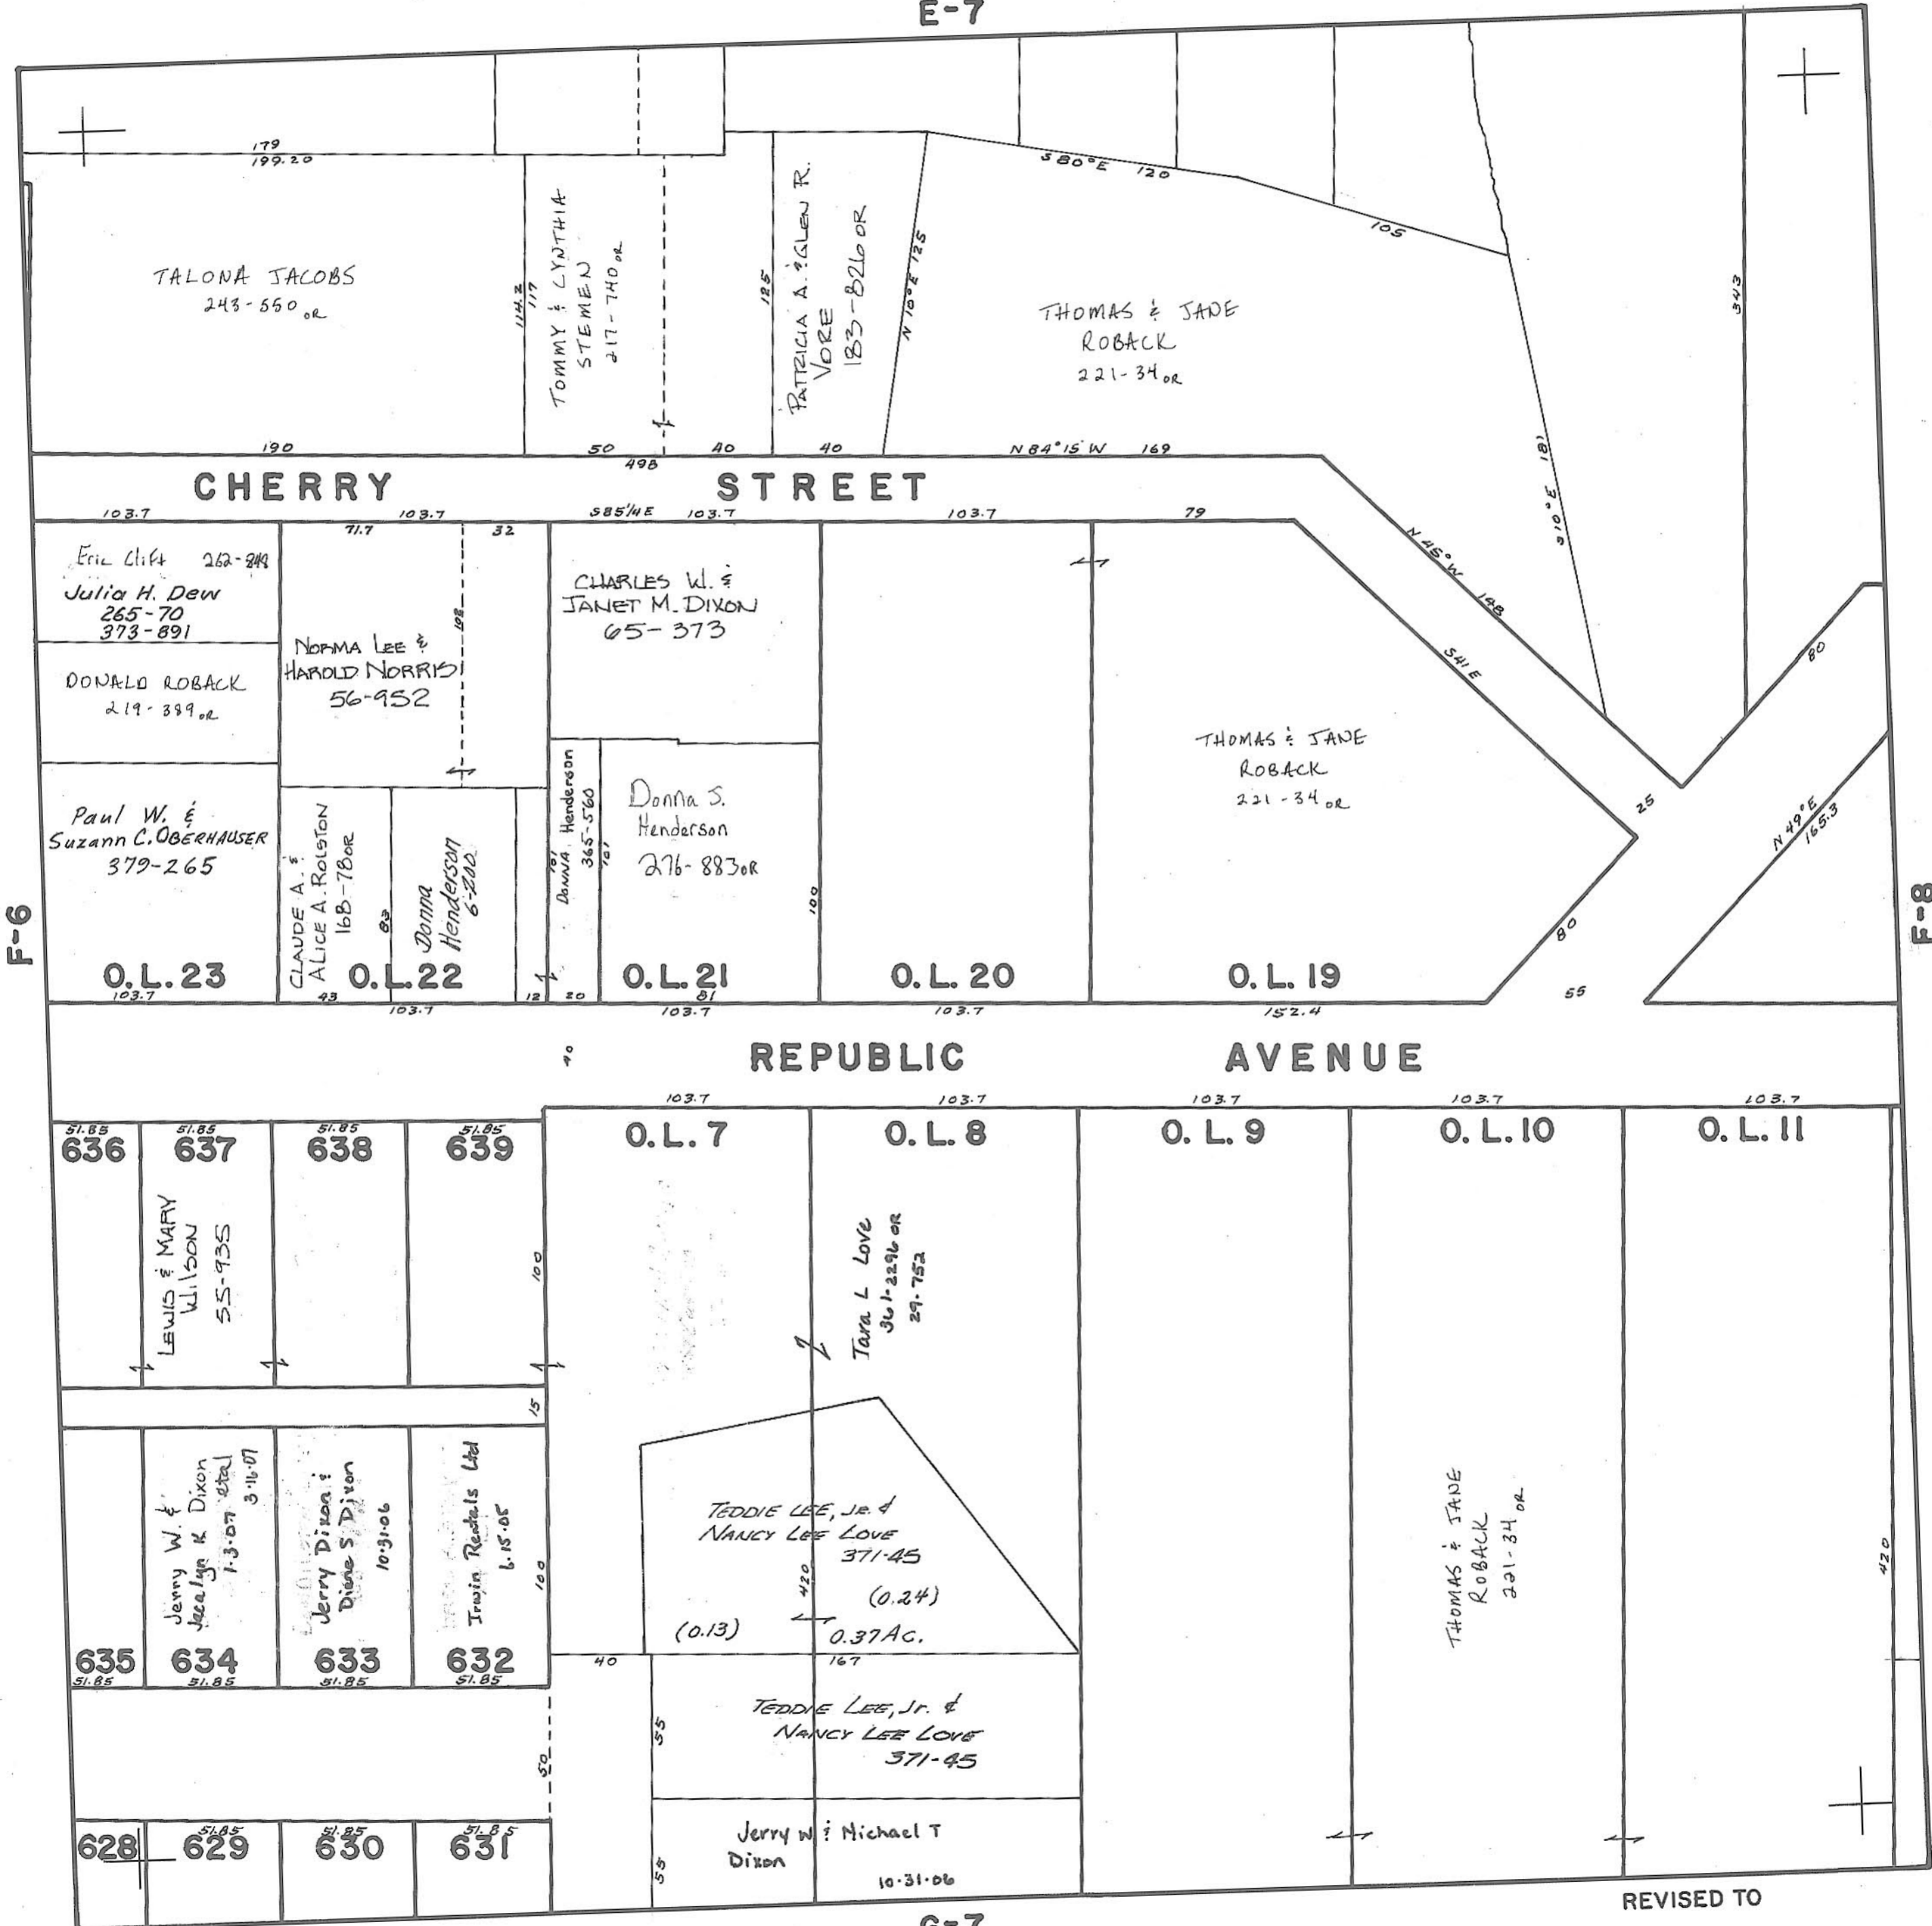 E-7
179
199.20
S 80° E 120
105
343
TALONA JACOBS
243-550 OR
114.2
117
TOMMY & CYNTHIA
STEMEN
217-740 OR
125
PATRICIA A. & GLEN R.
VORE
183-826 OR
N 10° E 125
THOMAS & JANE
ROBACK
221-34 OR
181
S 10° E
190
50
498
40
40
N 84° 15' W 169
CHERRY STREET
103.7
103.7
S 85 1/4 E 103.7
103.7
79
71.7
32
N 45° W
148
S 41 E
80
25
N 49° E
165.3
Eric Clift 262-848
Julia H. Dew
265-70
373-891
DONALD ROBACK
219-389 OR
Paul W. &
Suzann C. OBERHAUSER
379-265
O.L. 23
103.7
NORMA LEE &
HAROLD NORRIS
56-952
108
CLAUDE A. &
ALICE A. ROLSTON
168-780R
83
Donna
Henderson
6-200
O.L. 22
43
12
103.7
CHARLES W. &
JANET M. DIXON
65-373
101
DONNA Henderson
365-560
101
Donna S.
Henderson
276-883 OR
100
O.L. 21
20
81
103.7
O.L. 20
103.7
THOMAS & JANE
ROBACK
221-34 OR
O.L. 19
152.4
80
55
F-6
F-8
40
REPUBLIC AVENUE
103.7
103.7
103.7
103.7
103.7
51.85
51.85
51.85
51.85
636
637
638
639
O.L. 7
O.L. 8
O.L. 9
O.L. 10
O.L. 11
LEWIS & MARY
WILSON
55-935
100
Tara L Love
361-2296 OR
29-752
15
Jerry W. &
Jacalyn K Dixon
1-3-07 etal
3-16-07
Jerry Dixon &
Diane S Dixon
10-31-06
Irwin Rentals Ltd
6-15-05
100
635
634
633
632
51.85
51.85
51.85
51.85
TEDDIE LEE, Jr. &
NANCY LEE LOVE
371-45
420
(0.24)
(0.13)
0.37 AC.
40
167
TEDDIE LEE, Jr. &
NANCY LEE LOVE
371-45
55
50
Jerry W & Michael T
Dixon
10-31-06
55
THOMAS & JANE
ROBACK
221-34 OR
420
51.85
51.85
51.85
628
629
630
631
REVISED TO
G-7